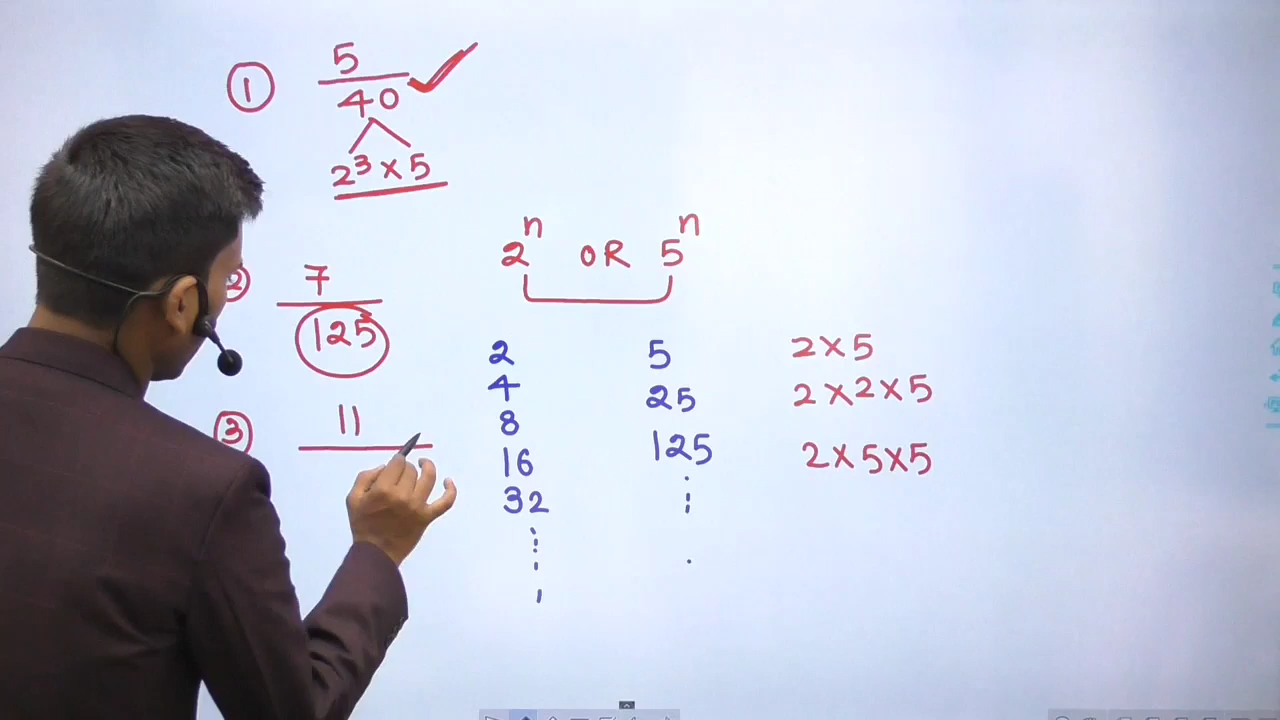 ① 5/40 ✓
2³ × 5
2ⁿ OR 5ⁿ
② 7/125
③ 11
2
4
8
16
32
5
25
125
2 × 5
2 × 2 × 5
2 × 5 × 5